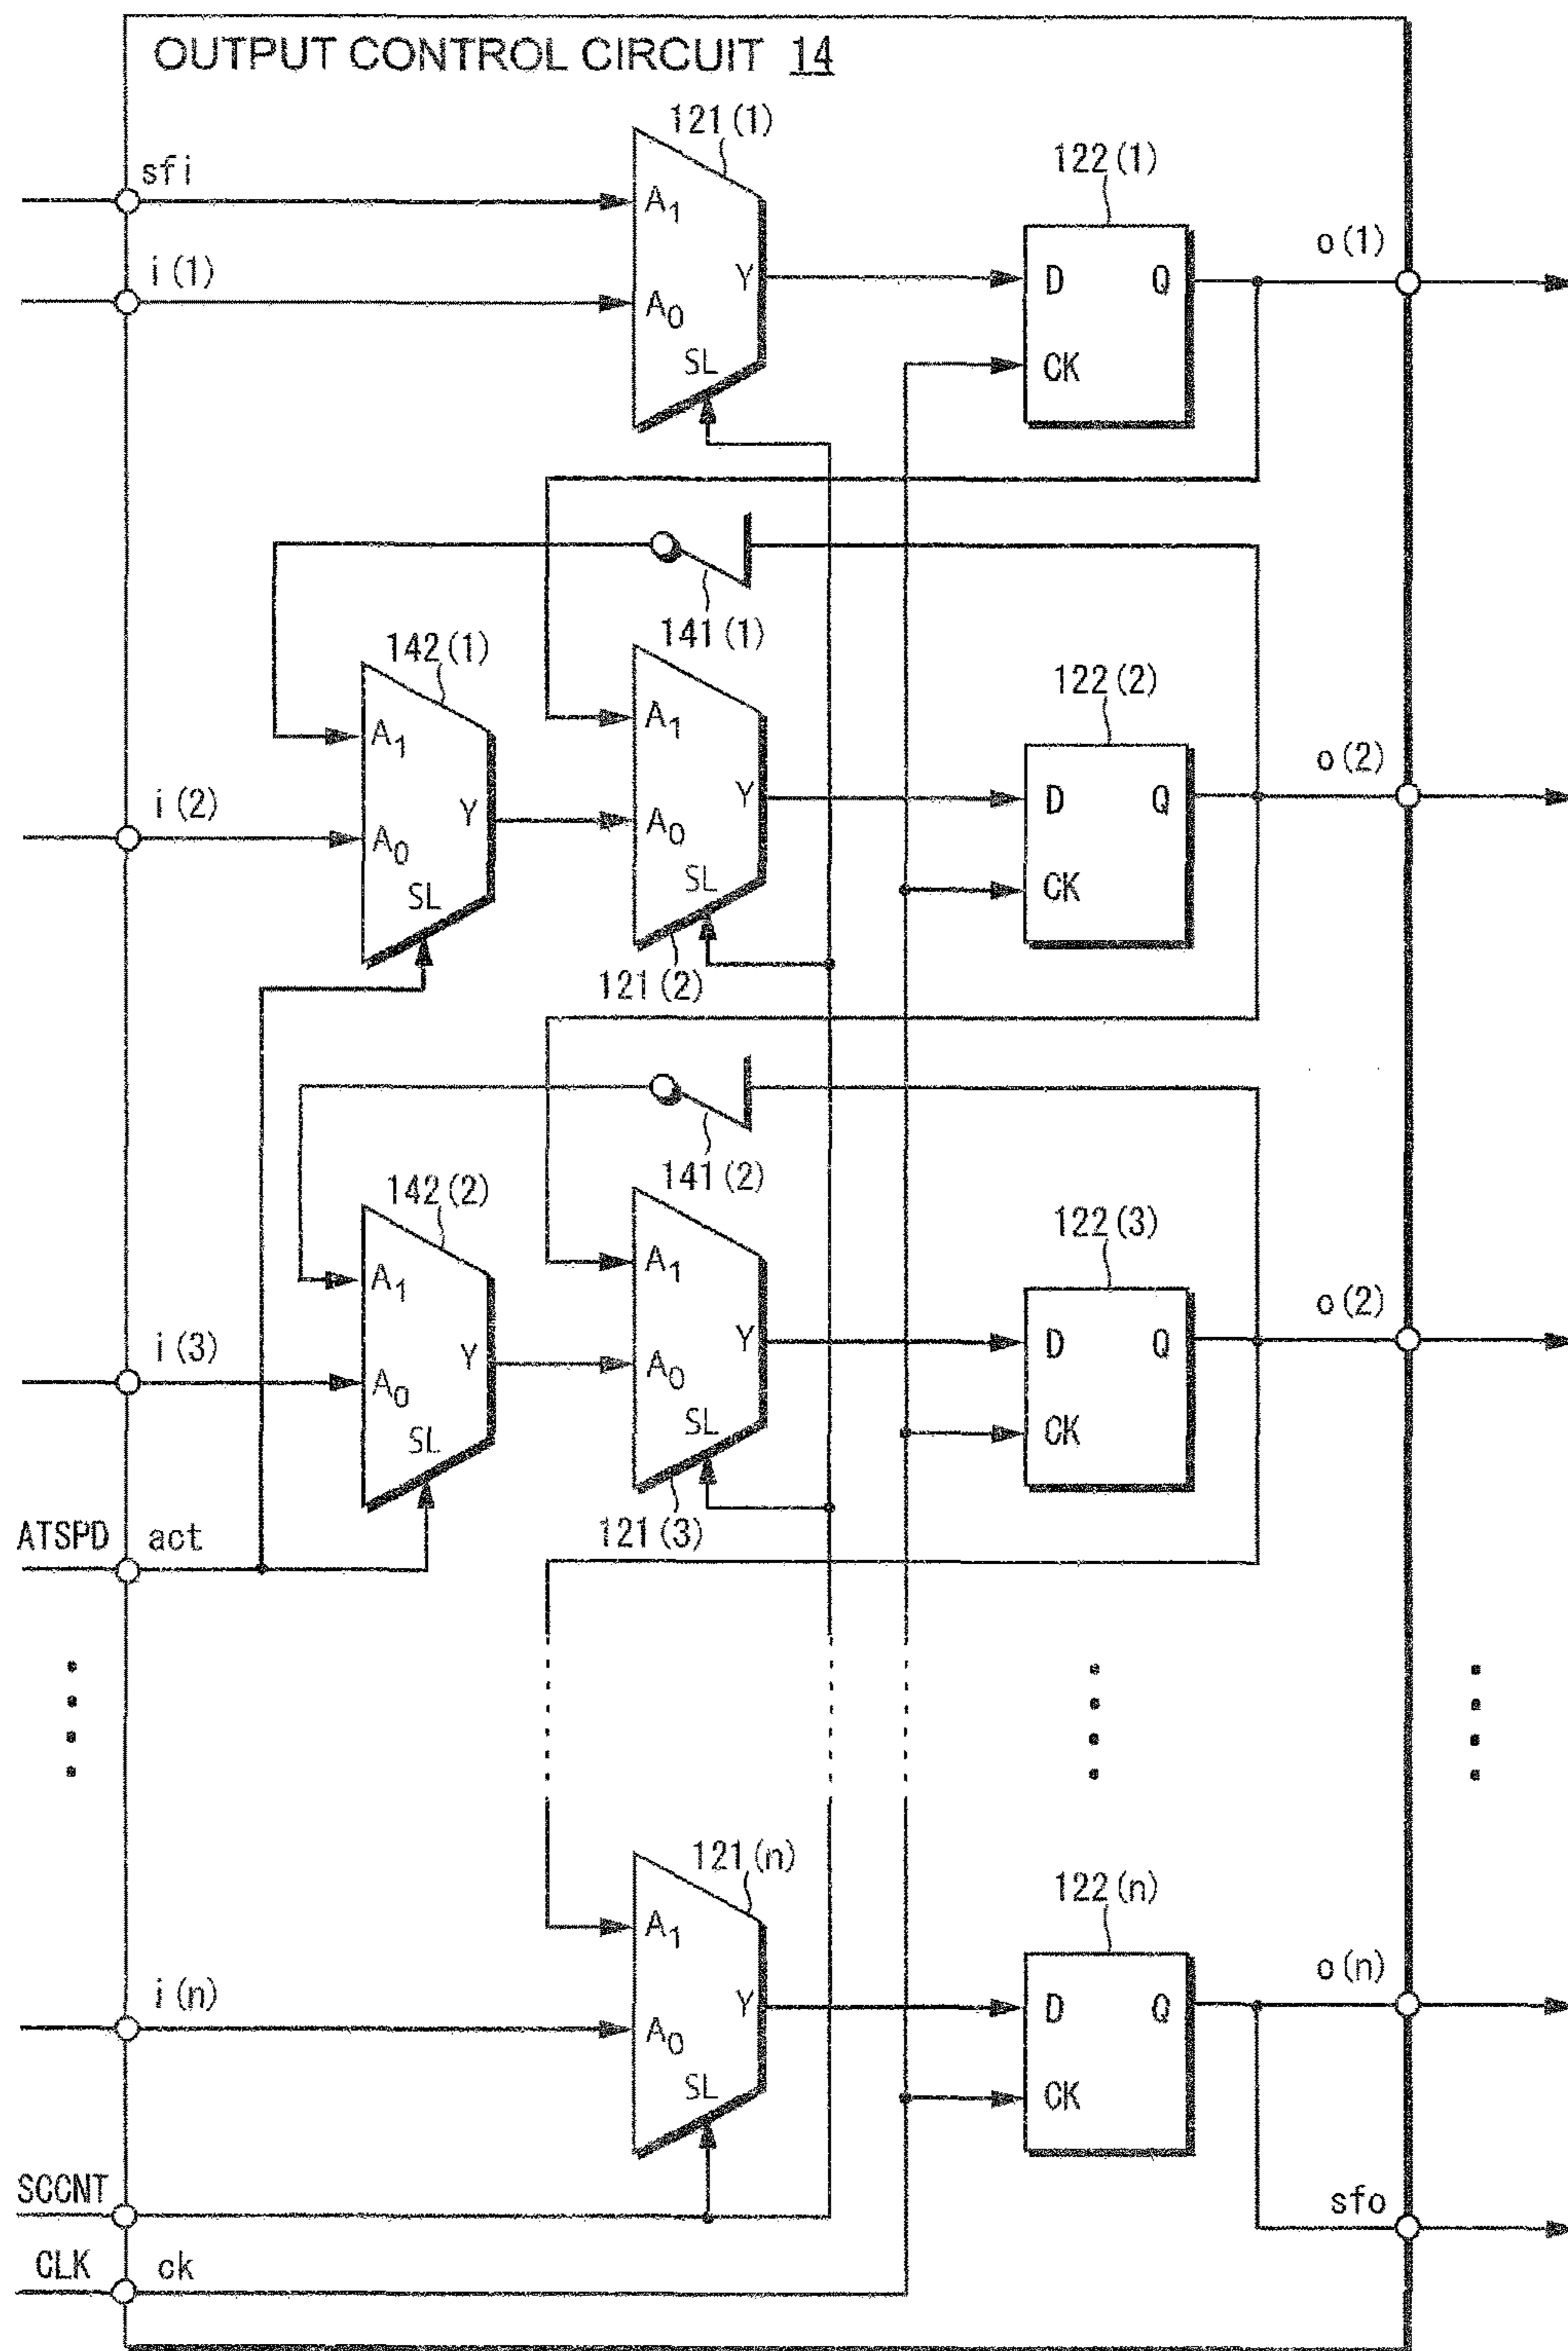 OUTPUT CONTROL CIRCUIT 14
121(1)
sfi
A1
122(1)
i(1)
Y
D
Q
o(1)
A0
SL
CK
141(1)
142(1)
A1
A1
122(2)
i(2)
Y
Y
D
Q
o(2)
A0
A0
SL
SL
CK
121(2)
141(2)
142(2)
A1
A1
122(3)
i(3)
Y
Y
D
Q
o(2)
A0
A0
SL
SL
CK
121(3)
ATSPD
act
121(n)
A1
122(n)
i(n)
Y
D
Q
o(n)
A0
SL
CK
SCCNT
sfo
CLK
ck